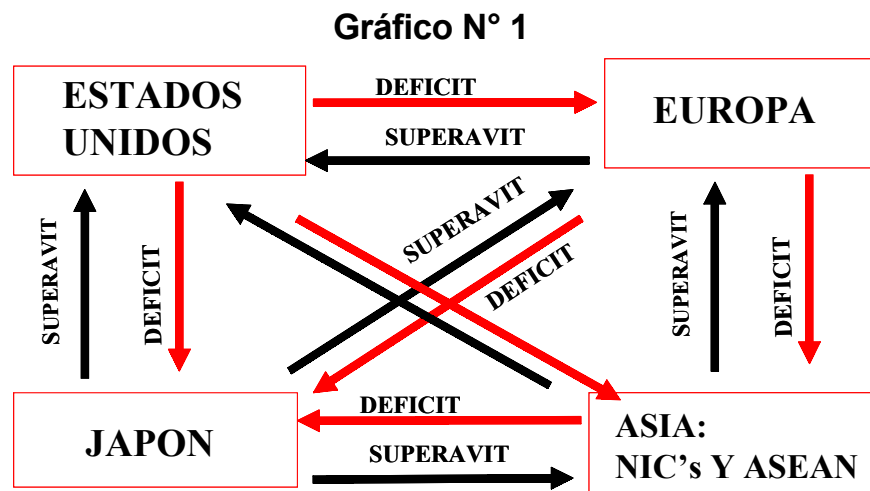 Gráfico N° 1
ESTADOS
UNIDOS
DEFICIT
SUPERAVIT
EUROPA
SUPERAVIT
DEFICIT
SUPERAVIT
DEFICIT
SUPERAVIT
DEFICIT
JAPON
DEFICIT
SUPERAVIT
ASIA:
NIC's Y ASEAN